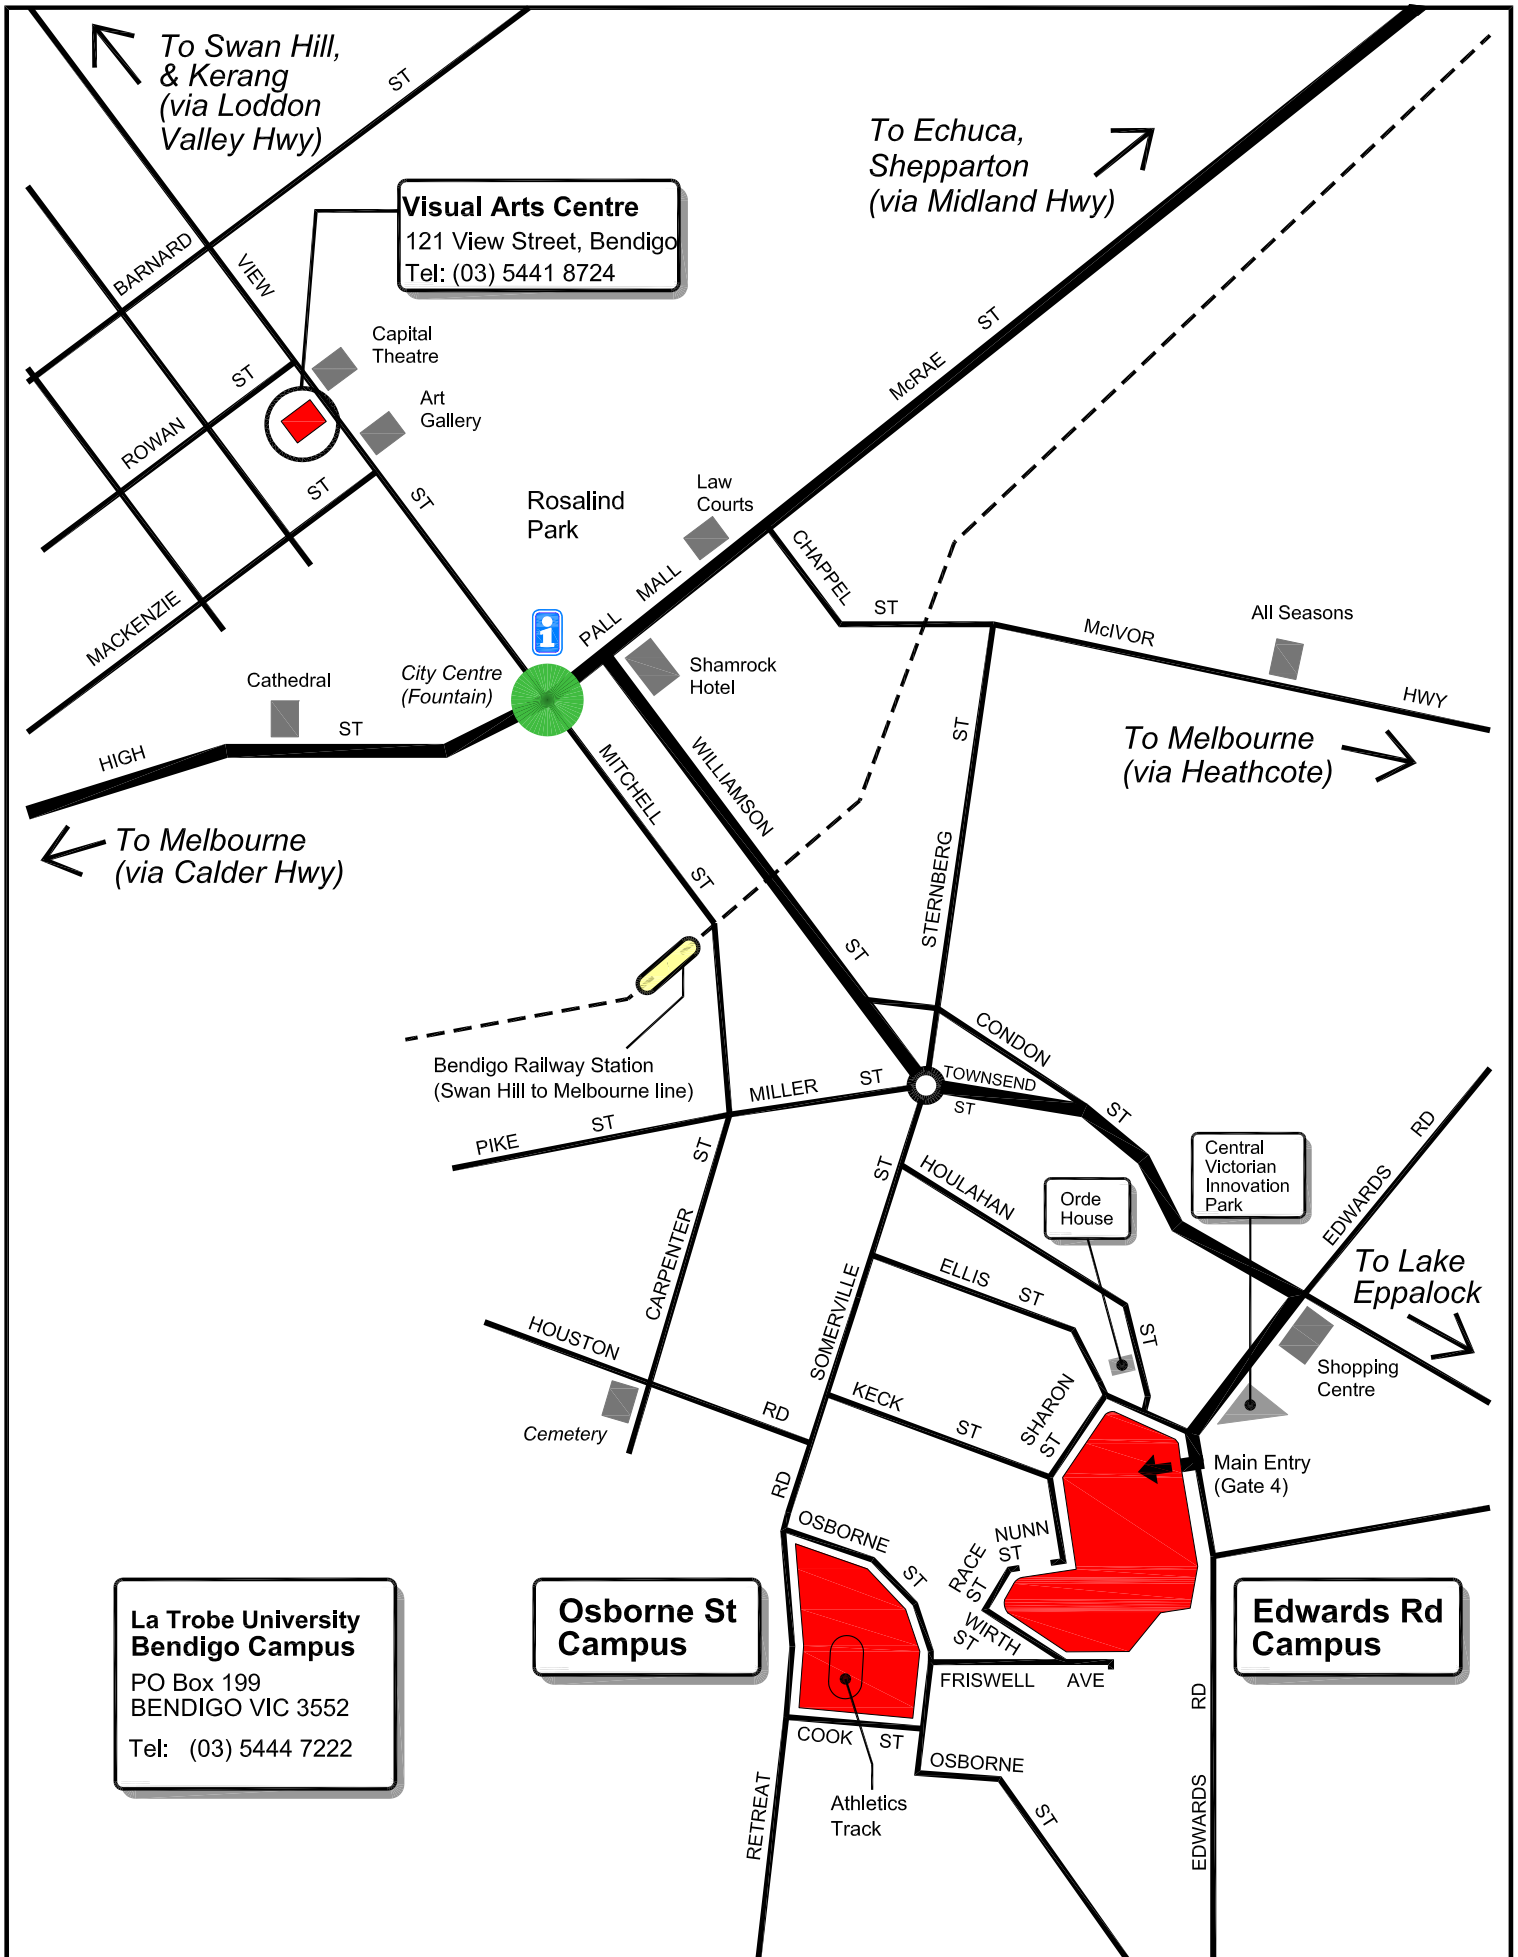 To Swan Hill,
& Kerang
(via Loddon
Valley Hwy)
ST
To Echuca,
Shepparton
(via Midland Hwy)
Visual Arts Centre
121 View Street, Bendigo
Tel: (03) 5441 8724
BARNARD
VIEW
Capital
Theatre
ST
McRAE
ST
Art
Gallery
ROWAN
ST
ST
Rosalind
Park
Law
Courts
CHAPPEL
ST
MALL
PALL
MACKENZIE
McIVOR
HWY
All Seasons
City Centre
(Fountain)
Shamrock
Hotel
Cathedral
HIGH
ST
To Melbourne
(via Heathcote)
To Melbourne
(via Calder Hwy)
MITCHELL
ST
WILLIAMSON
ST
STERNBERG
ST
Bendigo Railway Station
(Swan Hill to Melbourne line)
CONDON
ST
TOWNSEND
ST
MILLER
ST
PIKE
ST
ST
CARPENTER
ST
SOMERVILLE
RD
HOULAHAN
ST
Orde
House
Central
Victorian
Innovation
Park
EDWARDS
RD
To Lake
Eppalock
ELLIS
ST
HOUSTON
RD
Cemetery
KECK
ST
SHARON
ST
Shopping
Centre
Main Entry
(Gate 4)
OSBORNE
ST
NUNN
ST
RACE
ST
WIRTH
ST
FRISWELL
AVE
La Trobe University
Bendigo Campus
PO Box 199
BENDIGO VIC 3552
Tel: (03) 5444 7222
Osborne St
Campus
Edwards Rd
Campus
COOK
ST
OSBORNE
ST
RETREAT
Athletics
Track
RD
EDWARDS